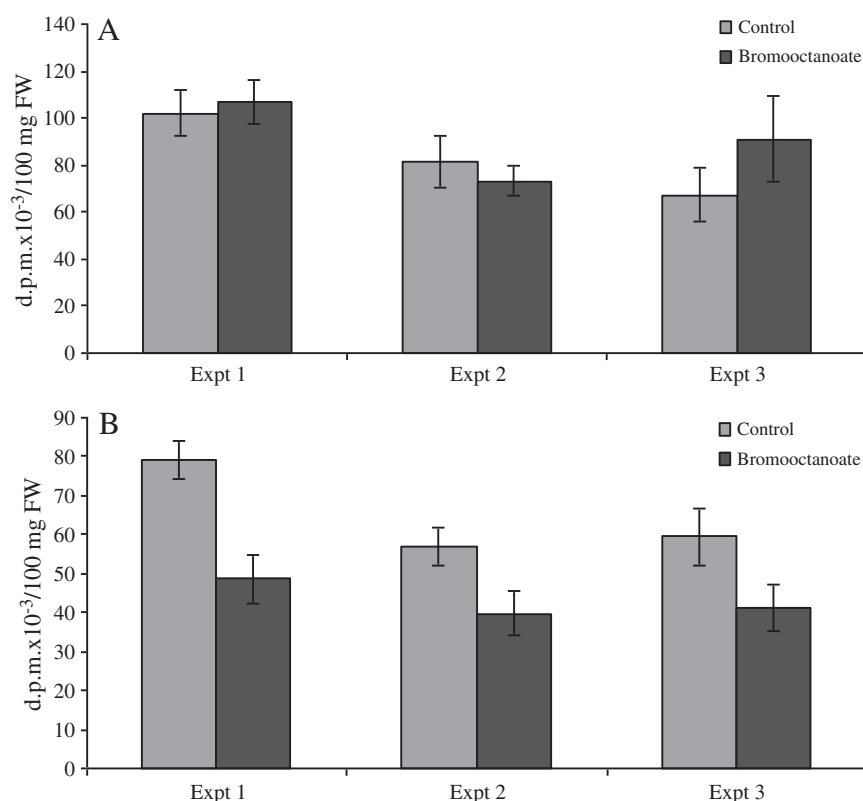 A
Control
Bromooctanoate
d.p.m.x10⁻³/100 mg FW
140
120
100
80
60
40
20
0
Expt 1 Expt 2 Expt 3
B
Control
Bromooctanoate
d.p.m.x10⁻³/100 mg FW
90
80
70
60
50
40
30
20
10
0
Expt 1 Expt 2 Expt 3